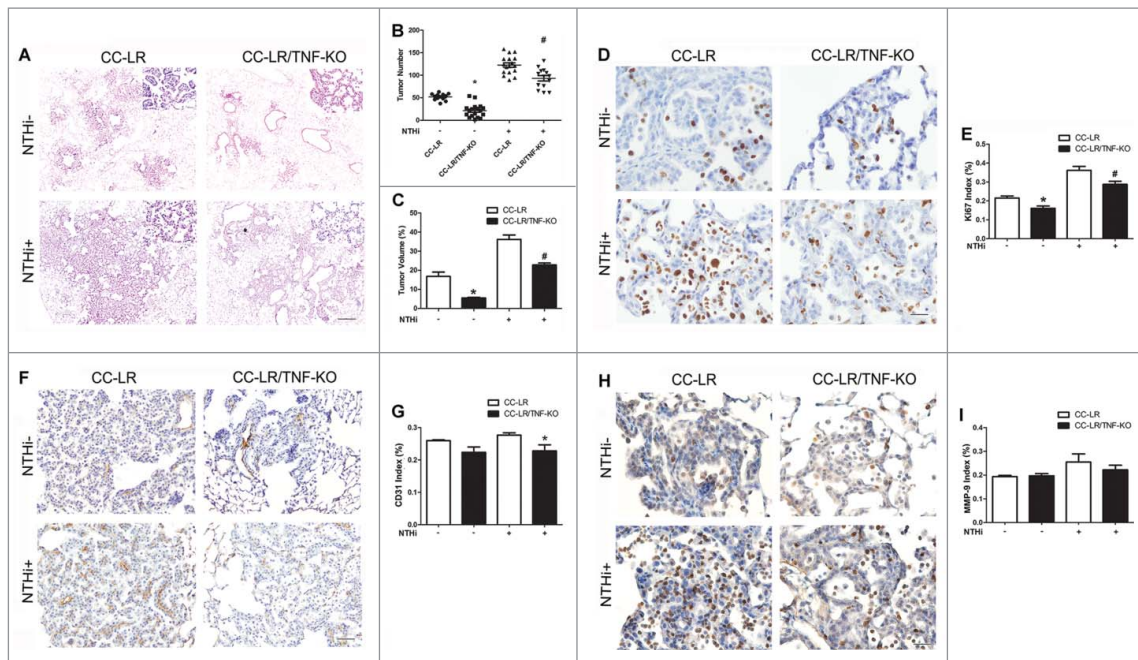 A
CC-LR
CC-LR/TNF-KO
NTHi-
NTHi+
B
Tumor Number
200
150
100
50
0
*
#
NTHi
-
-
+
+
CC-LR
CC-LR/TNF-KO
CC-LR
CC-LR/TNF-KO
C
CC-LR
CC-LR/TNF-KO
Tumor Volume (%)
50
40
30
20
10
0
*
#
NTHi
-
-
+
+
D
CC-LR
CC-LR/TNF-KO
NTHi-
NTHi+
E
CC-LR
CC-LR/TNF-KO
Ki67 Index (%)
0.5
0.4
0.3
0.2
0.1
0.0
*
#
NTHi
-
-
+
+
F
CC-LR
CC-LR/TNF-KO
NTHi-
NTHi+
G
CC-LR
CC-LR/TNF-KO
CD31 Index (%)
0.3
0.2
0.1
0.0
*
NTHi
-
-
+
+
H
CC-LR
CC-LR/TNF-KO
NTHi-
NTHi+
I
CC-LR
CC-LR/TNF-KO
MMP-9 Index (%)
0.4
0.3
0.2
0.1
0.0
NTHi
-
-
+
+